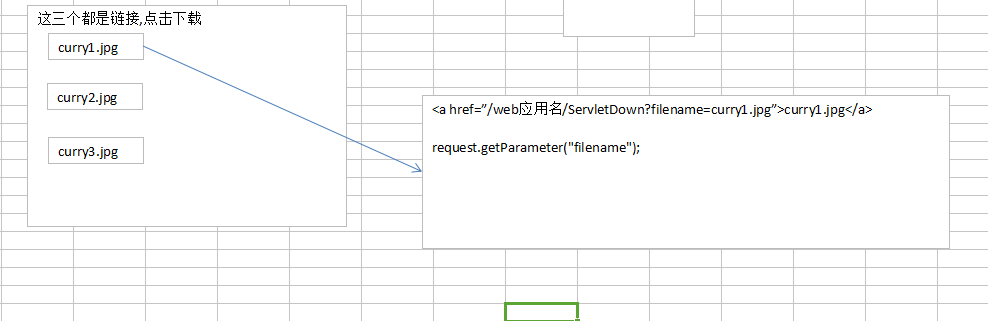 这三个都是链接,点击下载
curry1.jpg
curry2.jpg
curry3.jpg
<a href=”/web应用名/ServletDown?filename=curry1.jpg”>curry1.jpg</a>
request.getParameter("filename");